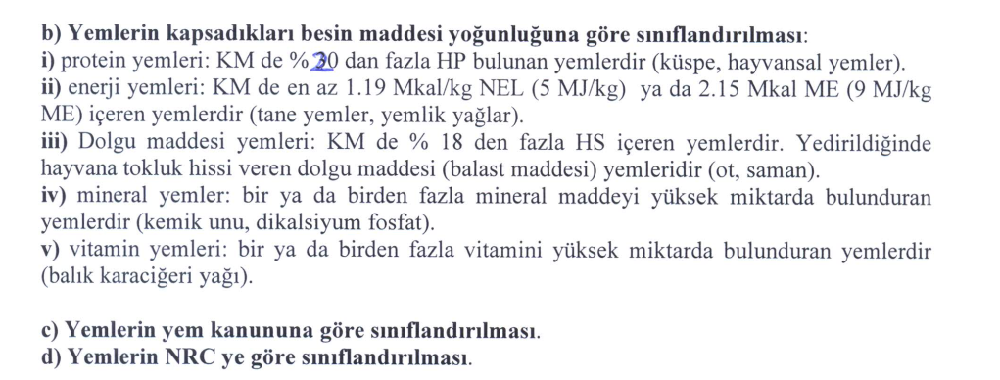 b) Yemlerin kapsadıkları besin maddesi yoğunluğuna göre sınıflandırılması:
i) protein yemleri: KM de %20 dan fazla HP bulunan yemlerdir (küspe, hayvansal yemler).
ii) enerji yemleri: KM de en az 1.19 Mkal/kg NEL (5 MJ/kg) ya da 2.15 Mkal ME (9 MJ/kg
ME) içeren yemlerdir (tane yemler, yemlik yağlar).
iii) Dolgu maddesi yemleri: KM de % 18 den fazla HS içeren yemlerdir. Yedirildiğinde
hayvana tokluk hissi veren dolgu maddesi (balast maddesi) yemleridir (ot, saman).
iv) mineral yemler: bir ya da birden fazla mineral maddeyi yüksek miktarda bulunduran
yemlerdir (kemik unu, dikalsiyum fosfat).
v) vitamin yemleri: bir ya da birden fazla vitamini yüksek miktarda bulunduran yemlerdir
(balık karaciğeri yağı).
c) Yemlerin yem kanununa göre sınıflandırılması.
d) Yemlerin NRC ye göre sınıflandırılması.